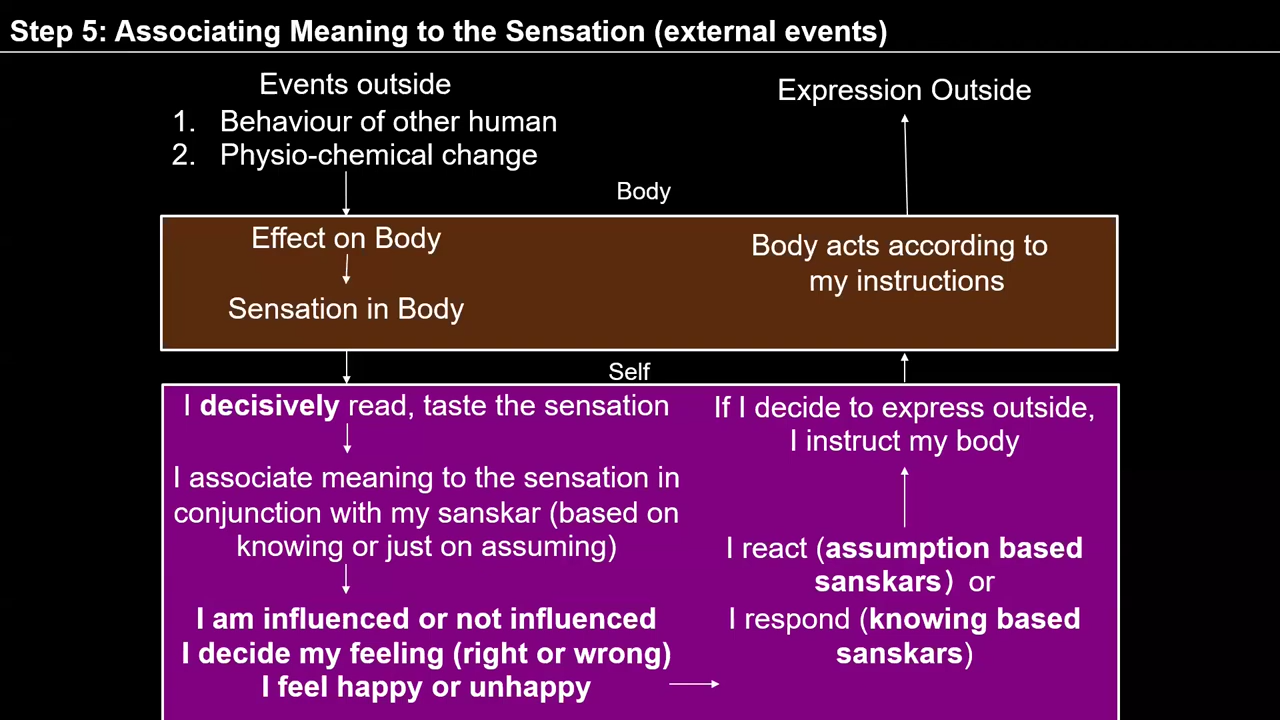 Step 5: Associating Meaning to the Sensation (external events)
Events outside
1. Behaviour of other human
2. Physio-chemical change
Expression Outside
Body
Effect on Body
Sensation in Body
Body acts according to
my instructions
Self
I decisively read, taste the sensation
I associate meaning to the sensation in
conjunction with my sanskar (based on
knowing or just on assuming)
I am influenced or not influenced
I decide my feeling (right or wrong)
I feel happy or unhappy
If I decide to express outside,
I instruct my body
I react (assumption based
sanskars) or
I respond (knowing based
sanskars)